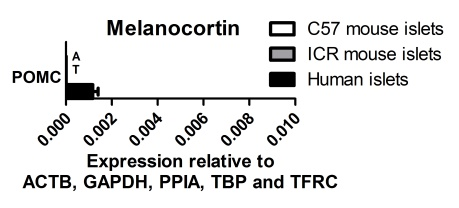 Melanocortin
C57 mouse islets
ICR mouse islets
Human islets
POMC
A
T
0.000 0.002 0.004 0.006 0.008 0.010
Expression relative to
ACTB, GAPDH, PPIA, TBP and TFRC